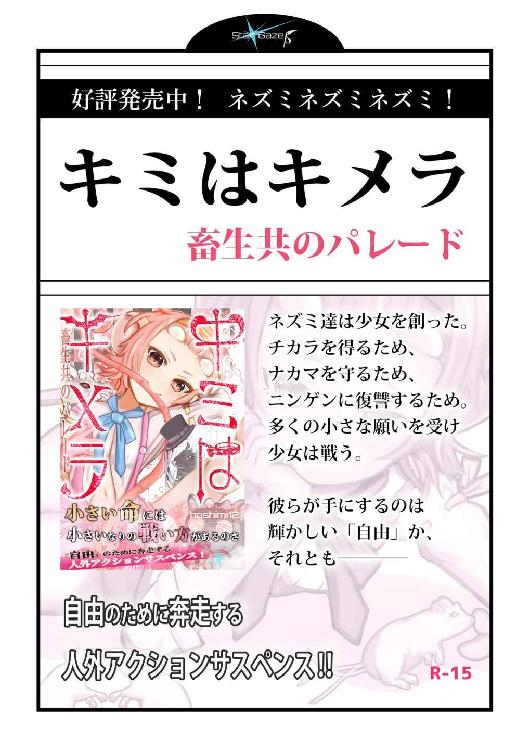 StarGazeβ
好評発売中！ ネズミネズミネズミ！
キミはキメラ
畜生共のパレード
ネズミ達は少女を創った。
チカラを得るため、
ナカマを守るため、
ニンゲンに復讐するため。
多くの小さな願いを受け
少女は戦う。
彼らが手にするのは
輝かしい「自由」か、
それとも────
キミは
キメラ
畜生共のパレード
hoshimi12
小さい命には
小さいなりの戦い方があるのさ
"自由"のために奔走する
人外アクションサスペンス！
自由のために奔走する
人外アクションサスペンス!!
R-15